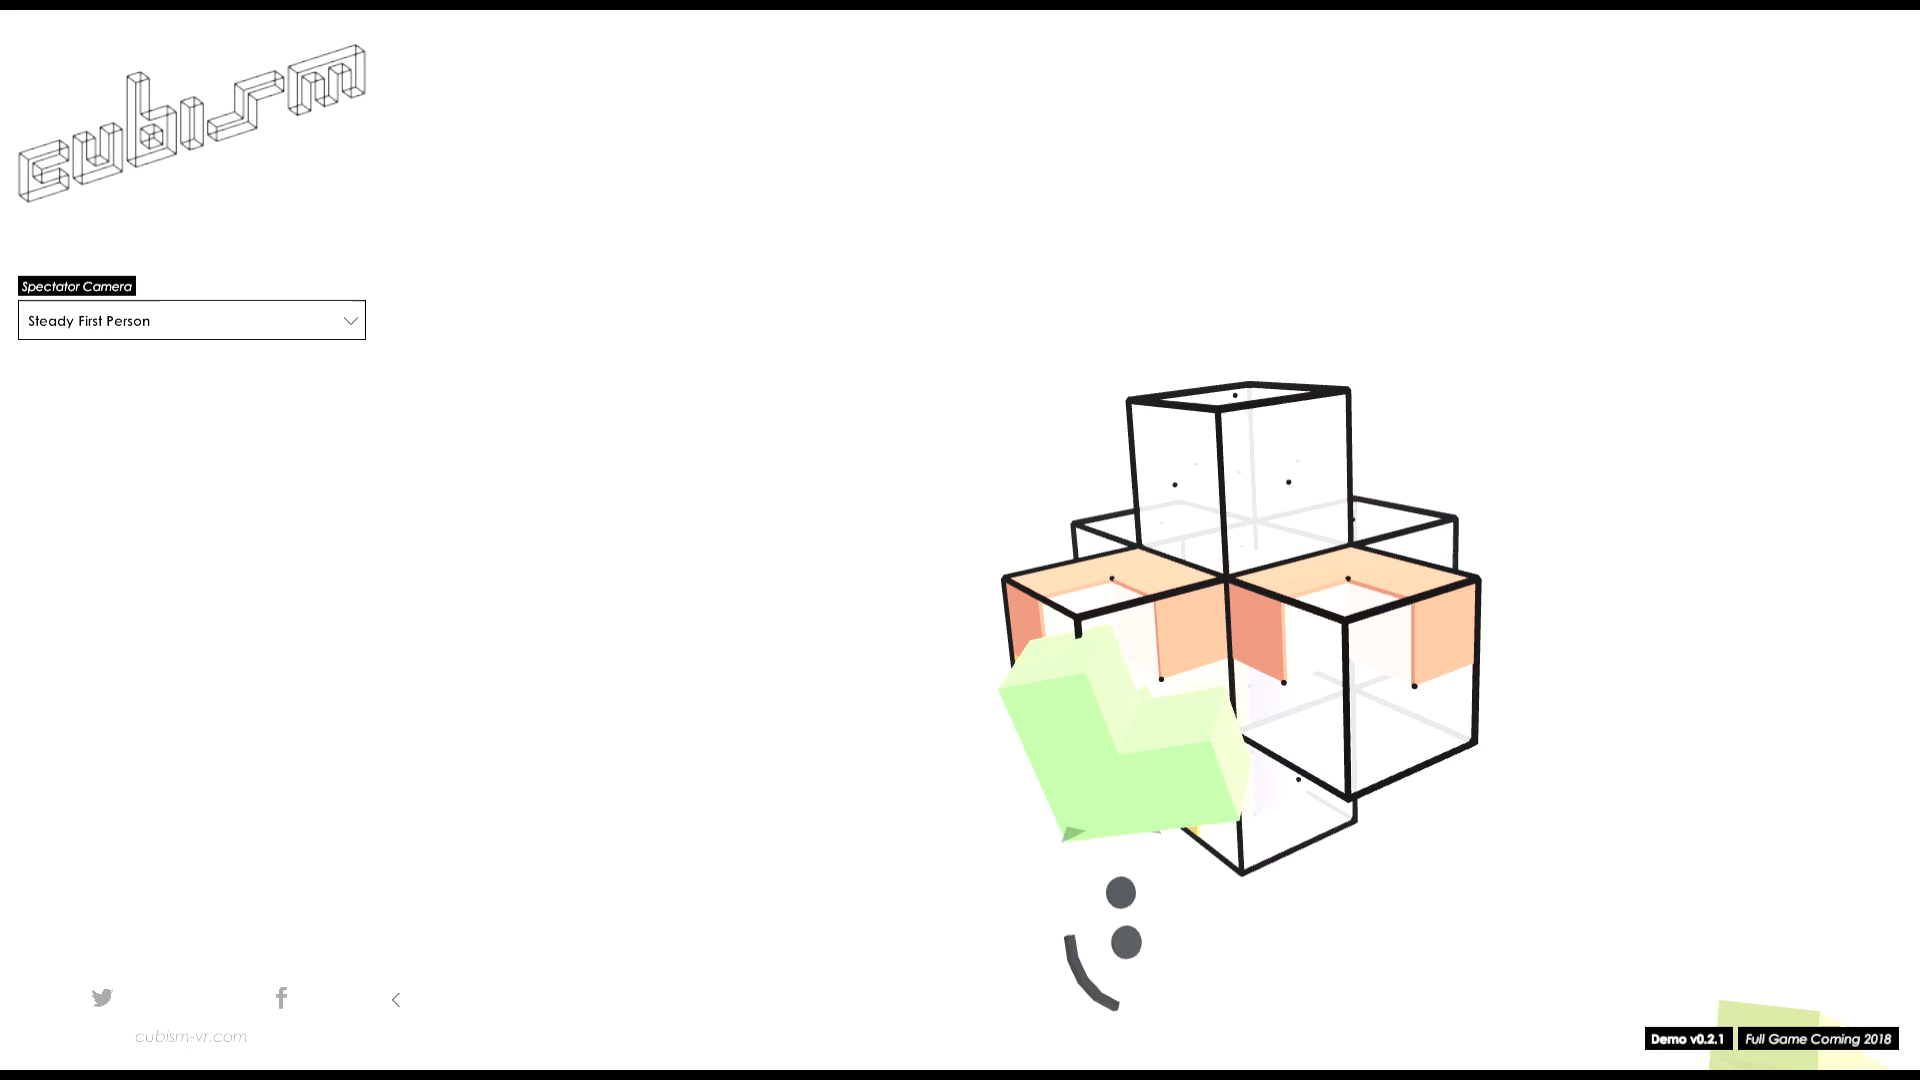 cubism
Spectator Camera
Steady First Person
cubism-vr.com
Demo v0.2.1
Full Game Coming 2018